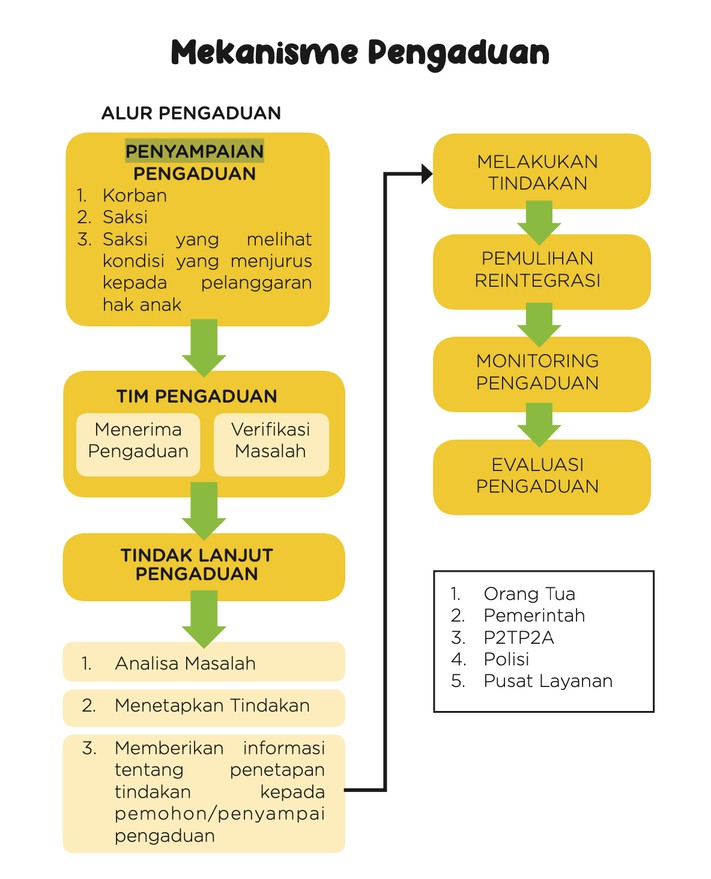 Mekanisme Pengaduan
ALUR PENGADUAN
PENYAMPAIAN
PENGADUAN
1. Korban
2. Saksi
3. Saksi yang melihat
kondisi yang menjurus
kepada pelanggaran
hak anak
TIM PENGADUAN
Menerima
Pengaduan
Verifikasi
Masalah
TINDAK LANJUT
PENGADUAN
1. Analisa Masalah
2. Menetapkan Tindakan
3. Memberikan informasi
tentang penetapan
tindakan kepada
pemohon/penyampai
pengaduan
MELAKUKAN
TINDAKAN
PEMULIHAN
REINTEGRASI
MONITORING
PENGADUAN
EVALUASI
PENGADUAN
1. Orang Tua
2. Pemerintah
3. P2TP2A
4. Polisi
5. Pusat Layanan